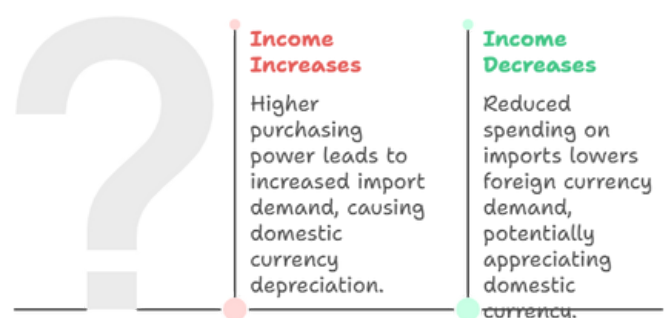 ?
Income
Increases
Higher
purchasing
power leads to
increased import
demand, causing
domestic
currency
depreciation.
Income
Decreases
Reduced
spending on
imports lowers
foreign currency
demand,
potentially
appreciating
domestic
currency.